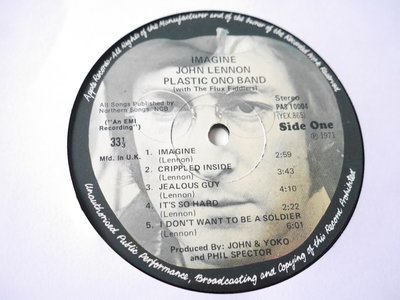 Apple Records. All Rights of the Manufacturer and of the Owner of the Recorded Work Reserved
IMAGINE
JOHN LENNON
PLASTIC ONO BAND
(with The Flux Fiddlers)
All Songs Published by
Northern Songs, NCB
Stereo
PAS 10004
(YEX.865)
("An EMI
Recording")
Side One
33⅓
℗ 1971
Mfd. in U.K.
1. IMAGINE 2:59
(Lennon)
2. CRIPPLED INSIDE 3:43
(Lennon)
3. JEALOUS GUY 4:10
(Lennon)
4. IT'S SO HARD 2:22
(Lennon)
5. I DON'T WANT TO BE A SOLDIER
(Lennon) 6:01
Produced By: JOHN & YOKO
and PHIL SPECTOR
Unauthorised Public Performance, Broadcasting and Copying of this Record Prohibited